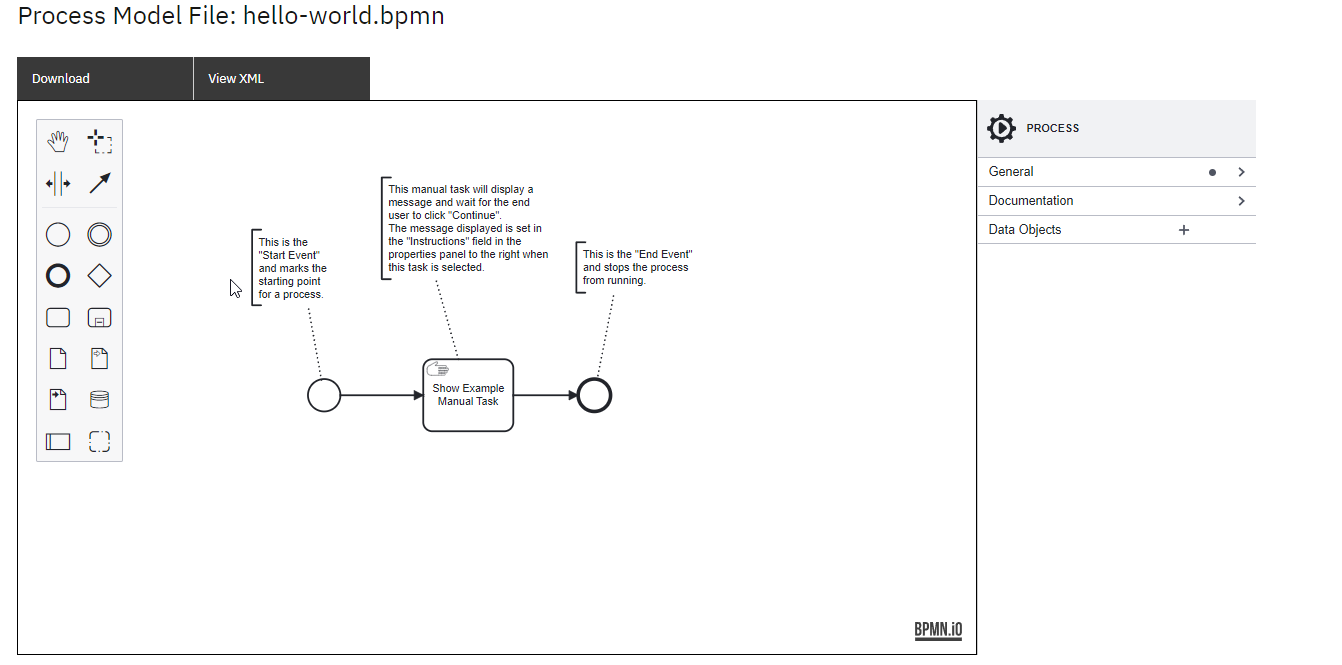 Process Model File: hello-world.bpmn
Download
View XML
PROCESS
General
Documentation
Data Objects
This manual task will display a
message and wait for the end
user to click "Continue".
The message displayed is set in
the "Instructions" field in the
properties panel to the right when
this task is selected.
This is the
"Start Event"
and marks the
starting point
for a process.
This is the "End Event"
and stops the process
from running.
Show Example
Manual Task
BPMN.iO